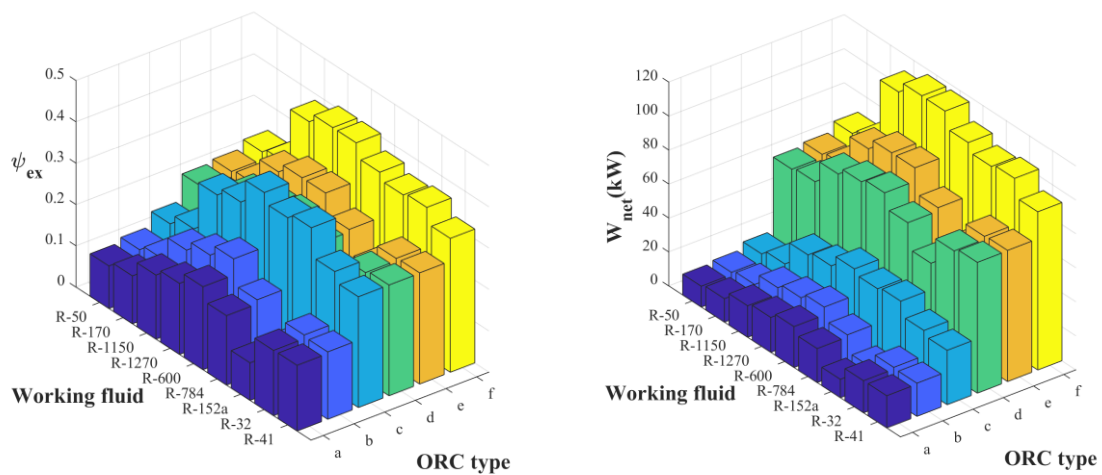 0.5
0.4
0.3
0.2
0.1
0
ψex
R-50
R-170
R-1150
R-1270
R-600
R-784
R-152a
R-32
R-41
Working fluid
a
b
c
d
e
f
ORC type
120
100
80
60
40
20
0
Wnet(kW)
R-50
R-170
R-1150
R-1270
R-600
R-784
R-152a
R-32
R-41
Working fluid
a
b
c
d
e
f
ORC type